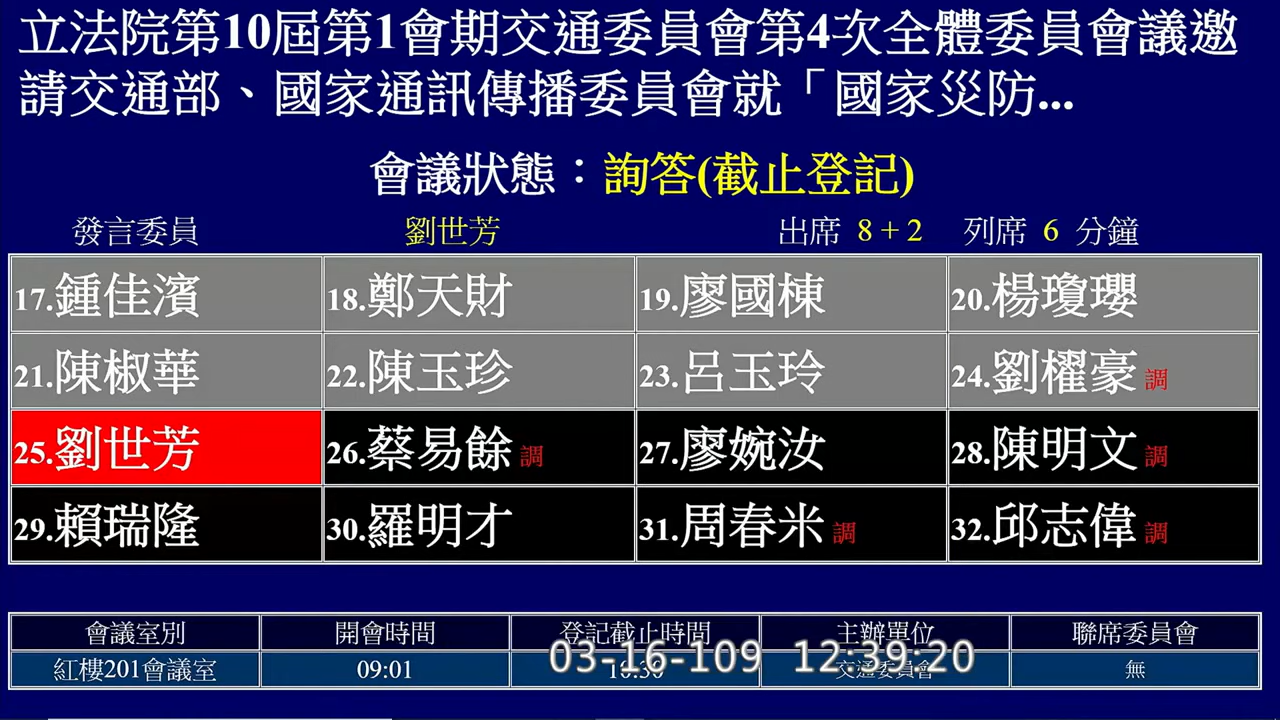 立法院第10屆第1會期交通委員會第4次全體委員會議邀
請交通部、國家通訊傳播委員會就「國家災防...
會議狀態：詢答(截止登記)
發言委員 劉世芳 出席 8 + 2 列席 6 分鐘
17.鍾佳濱 18.鄭天財 19.廖國棟 20.楊瓊瓔
21.陳椒華 22.陳玉珍 23.呂玉玲 24.劉櫂豪調
25.劉世芳 26.蔡易餘調 27.廖婉汝 28.陳明文調
29.賴瑞隆 30.羅明才 31.周春米調 32.邱志偉調
會議室別 開會時間 登記截止時間 主辦單位 聯席委員會
紅樓201會議室 09:01 10:30 交通委員會 無
03-16-109 12:39:20